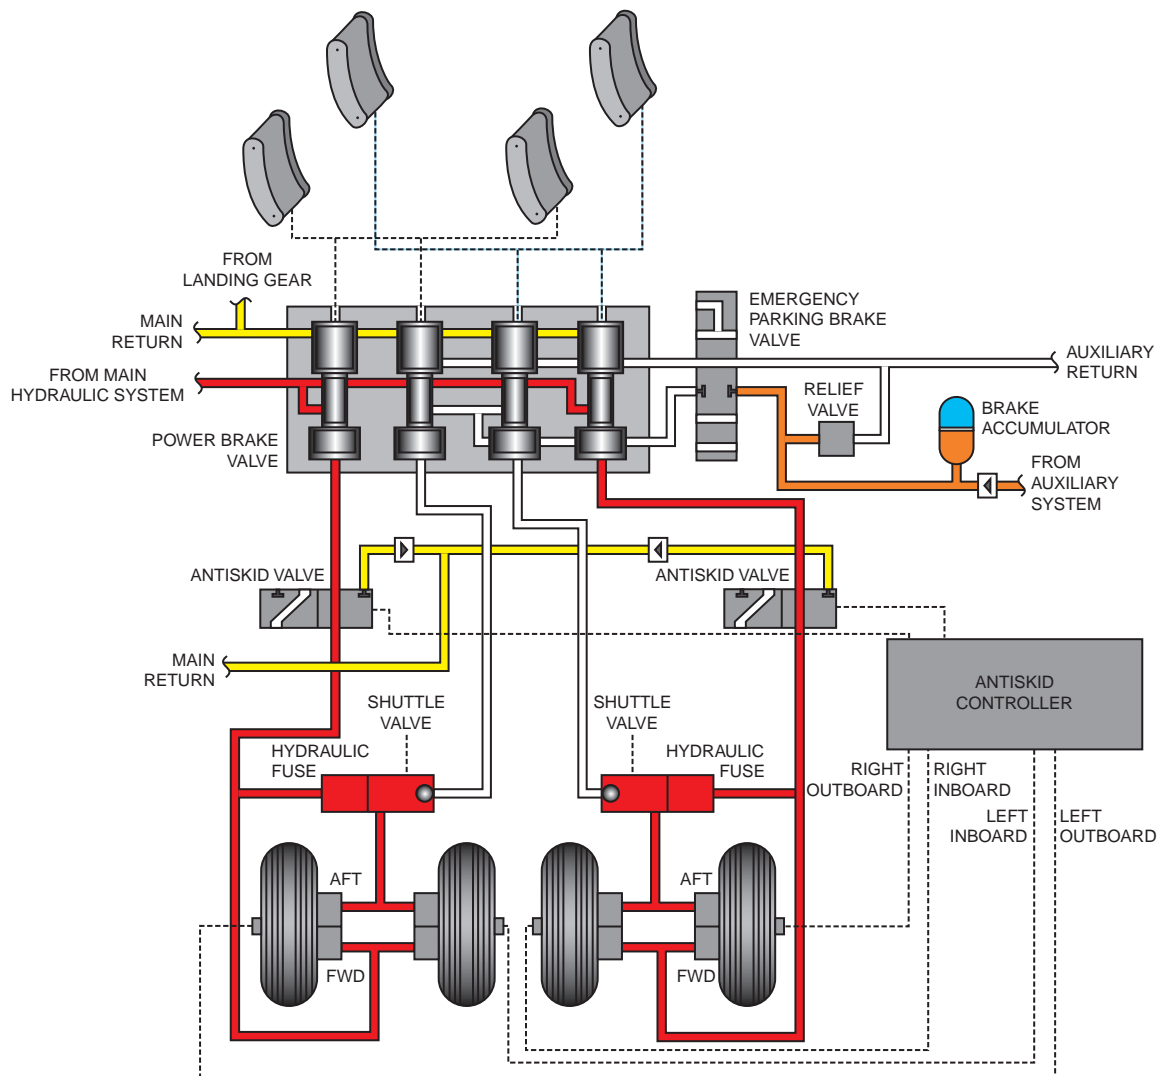 FROM
LANDING GEAR
MAIN
RETURN
FROM MAIN
HYDRAULIC SYSTEM
POWER BRAKE
VALVE
EMERGENCY
PARKING BRAKE
VALVE
AUXILIARY
RETURN
RELIEF
VALVE
BRAKE
ACCUMULATOR
FROM
AUXILIARY
SYSTEM
ANTISKID VALVE
ANTISKID VALVE
MAIN
RETURN
ANTISKID
CONTROLLER
SHUTTLE
VALVE
SHUTTLE
VALVE
HYDRAULIC
FUSE
HYDRAULIC
FUSE
RIGHT
OUTBOARD
RIGHT
INBOARD
LEFT
INBOARD
LEFT
OUTBOARD
AFT
AFT
FWD
FWD